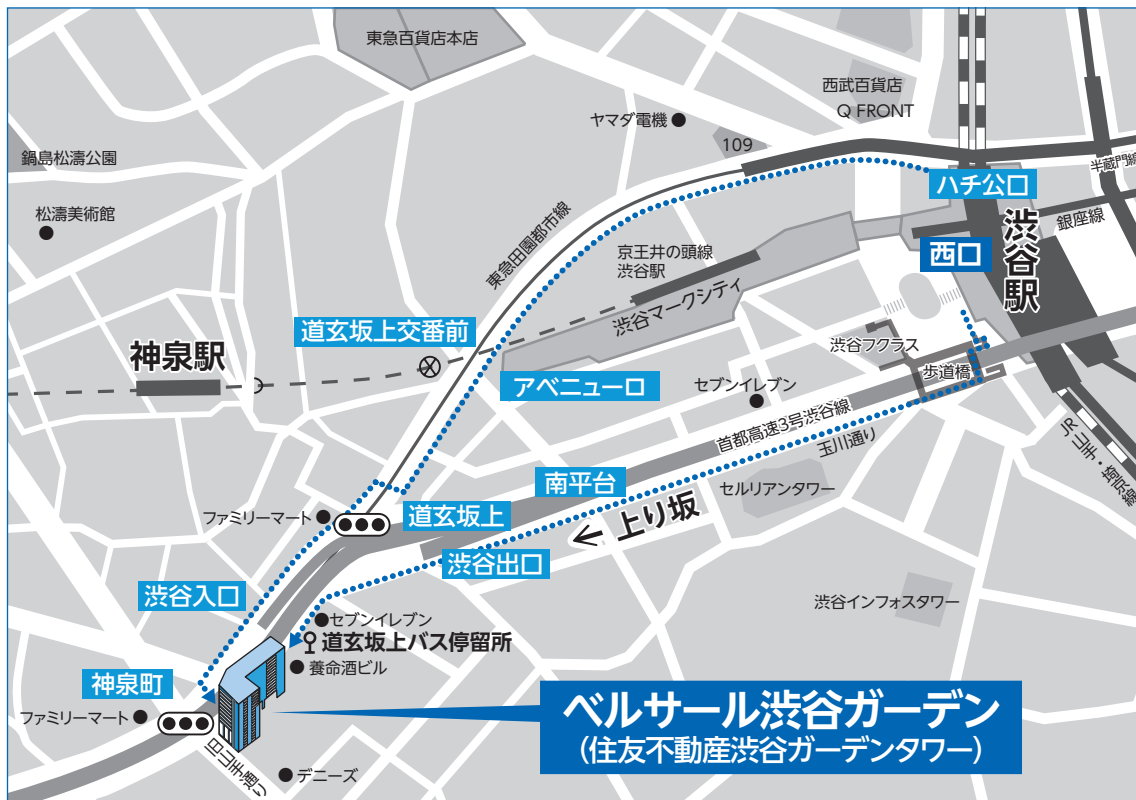 東急百貨店本店
西武百貨店
Q FRONT
ヤマダ電機
109
鍋島松濤公園
半蔵門線
ハチ公口
松濤美術館
東急田園都市線
渋谷駅
銀座線
京王井の頭線
渋谷駅
西口
渋谷マークシティ
道玄坂上交番前
神泉駅
渋谷フクラス
アベニュー口
セブンイレブン
歩道橋
首都高速3号渋谷線
玉川通り
JR
山手・埼京線
南平台
セルリアンタワー
ファミリーマート
道玄坂上
上り坂
渋谷出口
渋谷入口
渋谷インフォスタワー
セブンイレブン
道玄坂上バス停留所
養命酒ビル
神泉町
ファミリーマート
ベルサール渋谷ガーデン
(住友不動産渋谷ガーデンタワー)
旧山手通り
デニーズ